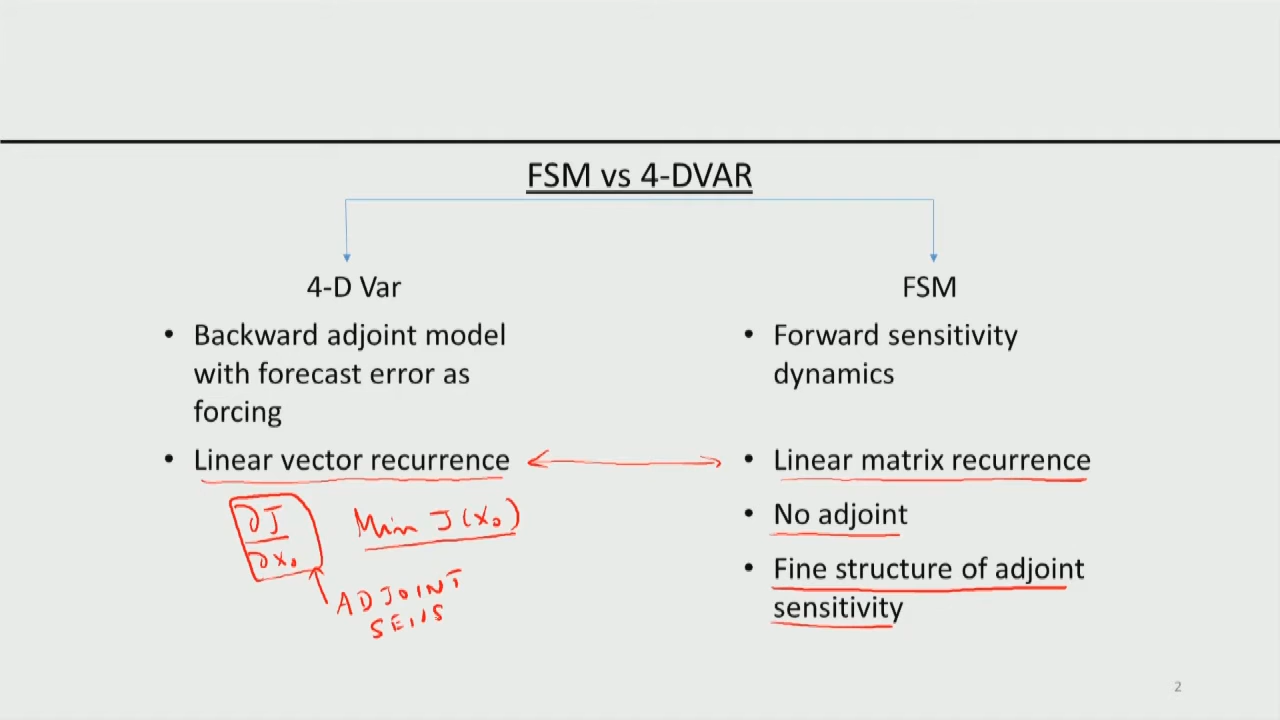 FSM vs 4-DVAR
4-D Var
• Backward adjoint model
with forecast error as
forcing
• Linear vector recurrence
∂J
∂x₀
Min J(x₀)
ADJOINT
SENS
FSM
• Forward sensitivity
dynamics
• Linear matrix recurrence
• No adjoint
• Fine structure of adjoint
sensitivity
2